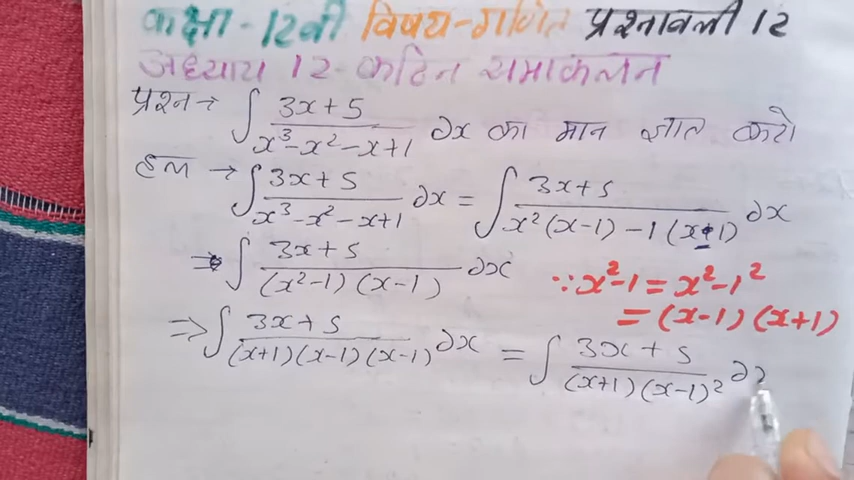 कक्षा - 12वी विषय-गणित प्रश्नावली 12
अध्याय 12 - कठिन समाकलन
प्रश्न → ∫ (3x+5)/(x³-x²-x+1) ∂x का मान ज्ञात करो
हल → ∫ (3x+5)/(x³-x²-x+1) ∂x = ∫ (3x+5)/(x²(x-1)-1(x-1)) ∂x
⇒ ∫ (3x+5)/((x²-1)(x-1)) ∂x
∵ x²-1 = x²-1²
= (x-1)(x+1)
⇒ ∫ (3x+5)/((x+1)(x-1)(x-1)) ∂x = ∫ (3x+5)/((x+1)(x-1)²) ∂x